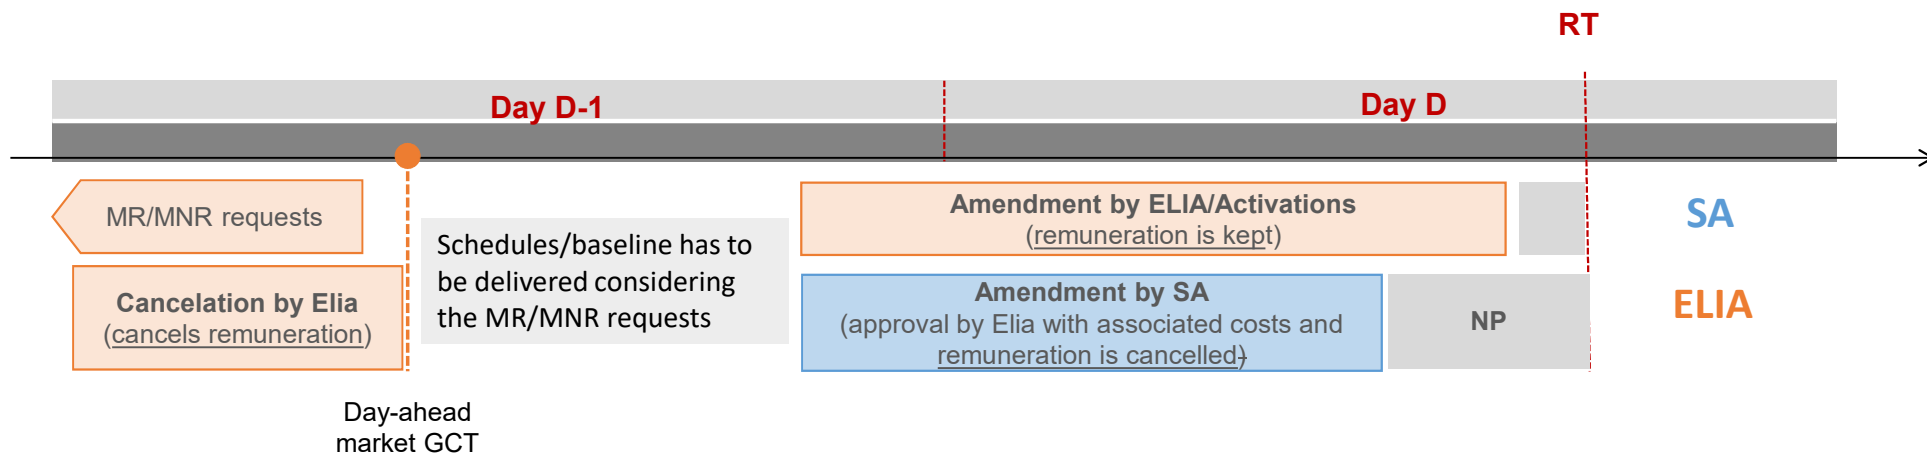 RT
Day D-1
Day D
MR/MNR requests
Cancelation by Elia
(cancels remuneration)
Schedules/baseline has to
be delivered considering
the MR/MNR requests
Amendment by ELIA/Activations
(remuneration is kept)
Amendment by SA
(approval by Elia with associated costs and
remuneration is cancelled)
NP
SA
ELIA
Day-ahead
market GCT